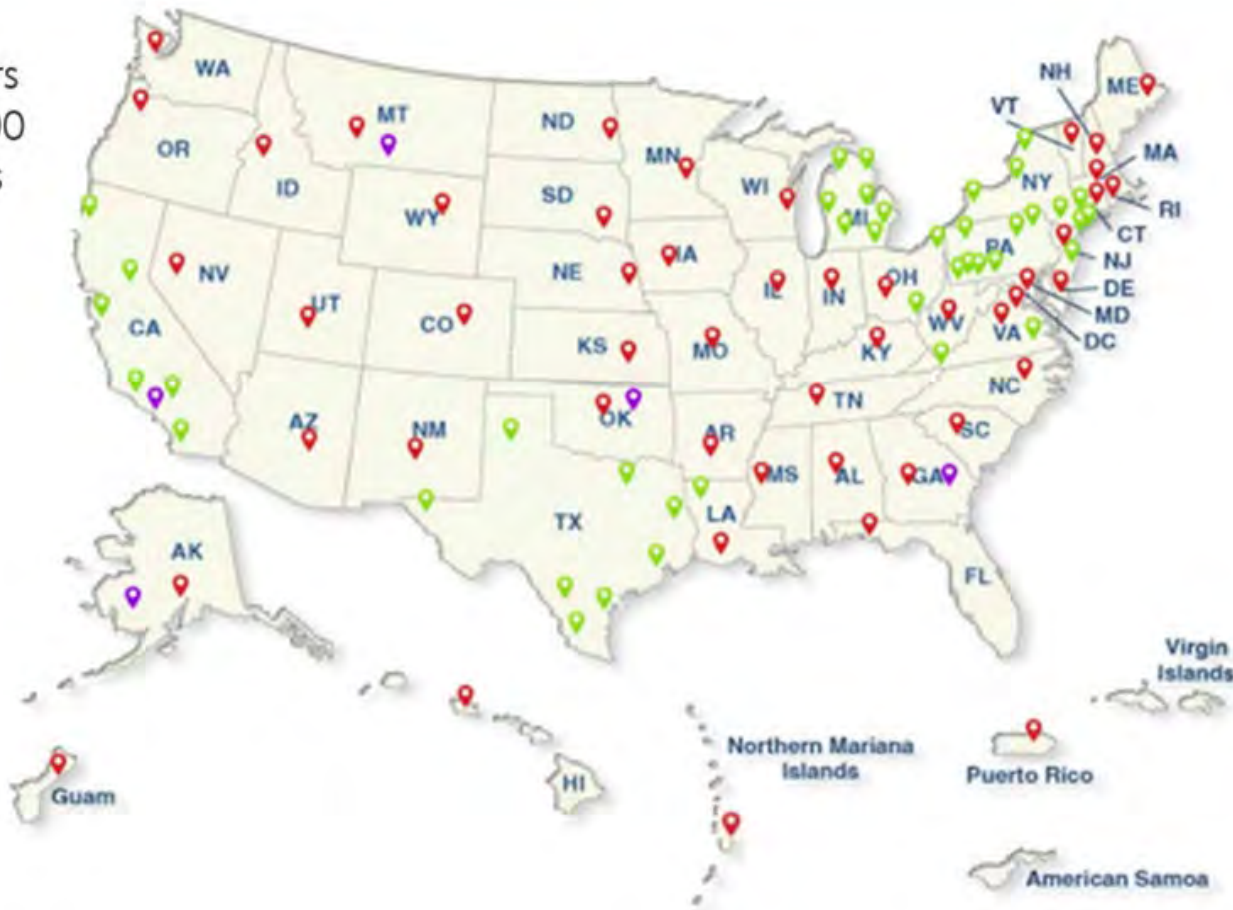 rs
00
s
WA
OR
CA
NV
ID
MT
WY
UT
CO
AZ
NM
ND
SD
NE
KS
OK
TX
MN
IA
MO
AR
LA
WI
IL
IN
MI
OH
KY
TN
MS
AL
GA
FL
SC
NC
VA
WV
PA
NY
VT
NH
ME
MA
RI
CT
NJ
DE
MD
DC
AK
HI
Guam
Northern Mariana
Islands
Puerto Rico
Virgin
Islands
American Samoa